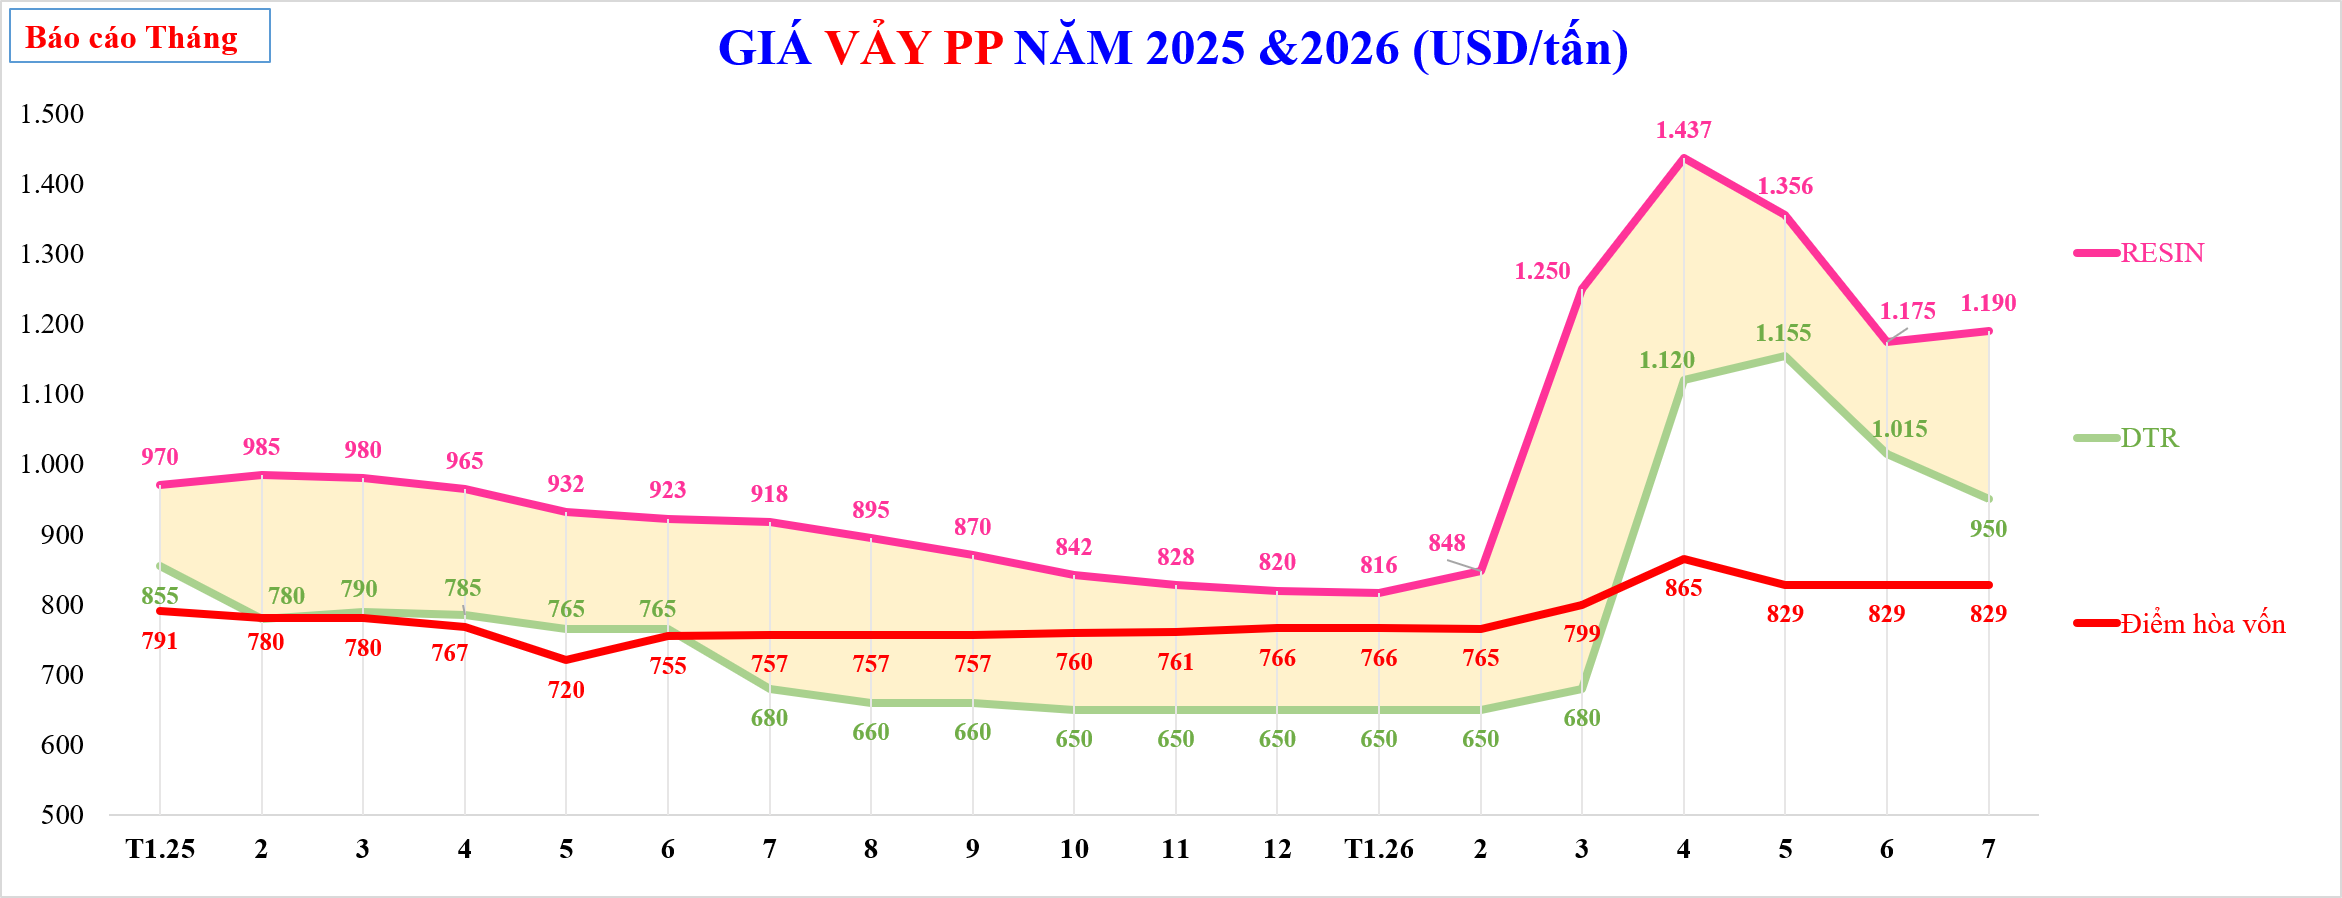 Báo cáo Tháng
GIÁ VẢY PP NĂM 2025 &2026 (USD/tấn)
1.500
1.400
1.300
1.200
1.100
1.000
900
800
700
600
500
970 985 980 965 932 923 918 895 870 842 828 820 816 848 1.250 1.437 1.356 1.175 1.190
855 780 790 785 765 765 680 660 660 650 650 650 650 650 680 1.120 1.155 1.015 950
791 780 780 767 720 755 757 757 757 760 761 766 766 765 799 865 829 829 829
T1.25 2 3 4 5 6 7 8 9 10 11 12 T1.26 2 3 4 5 6 7
RESIN
DTR
Điểm hòa vốn